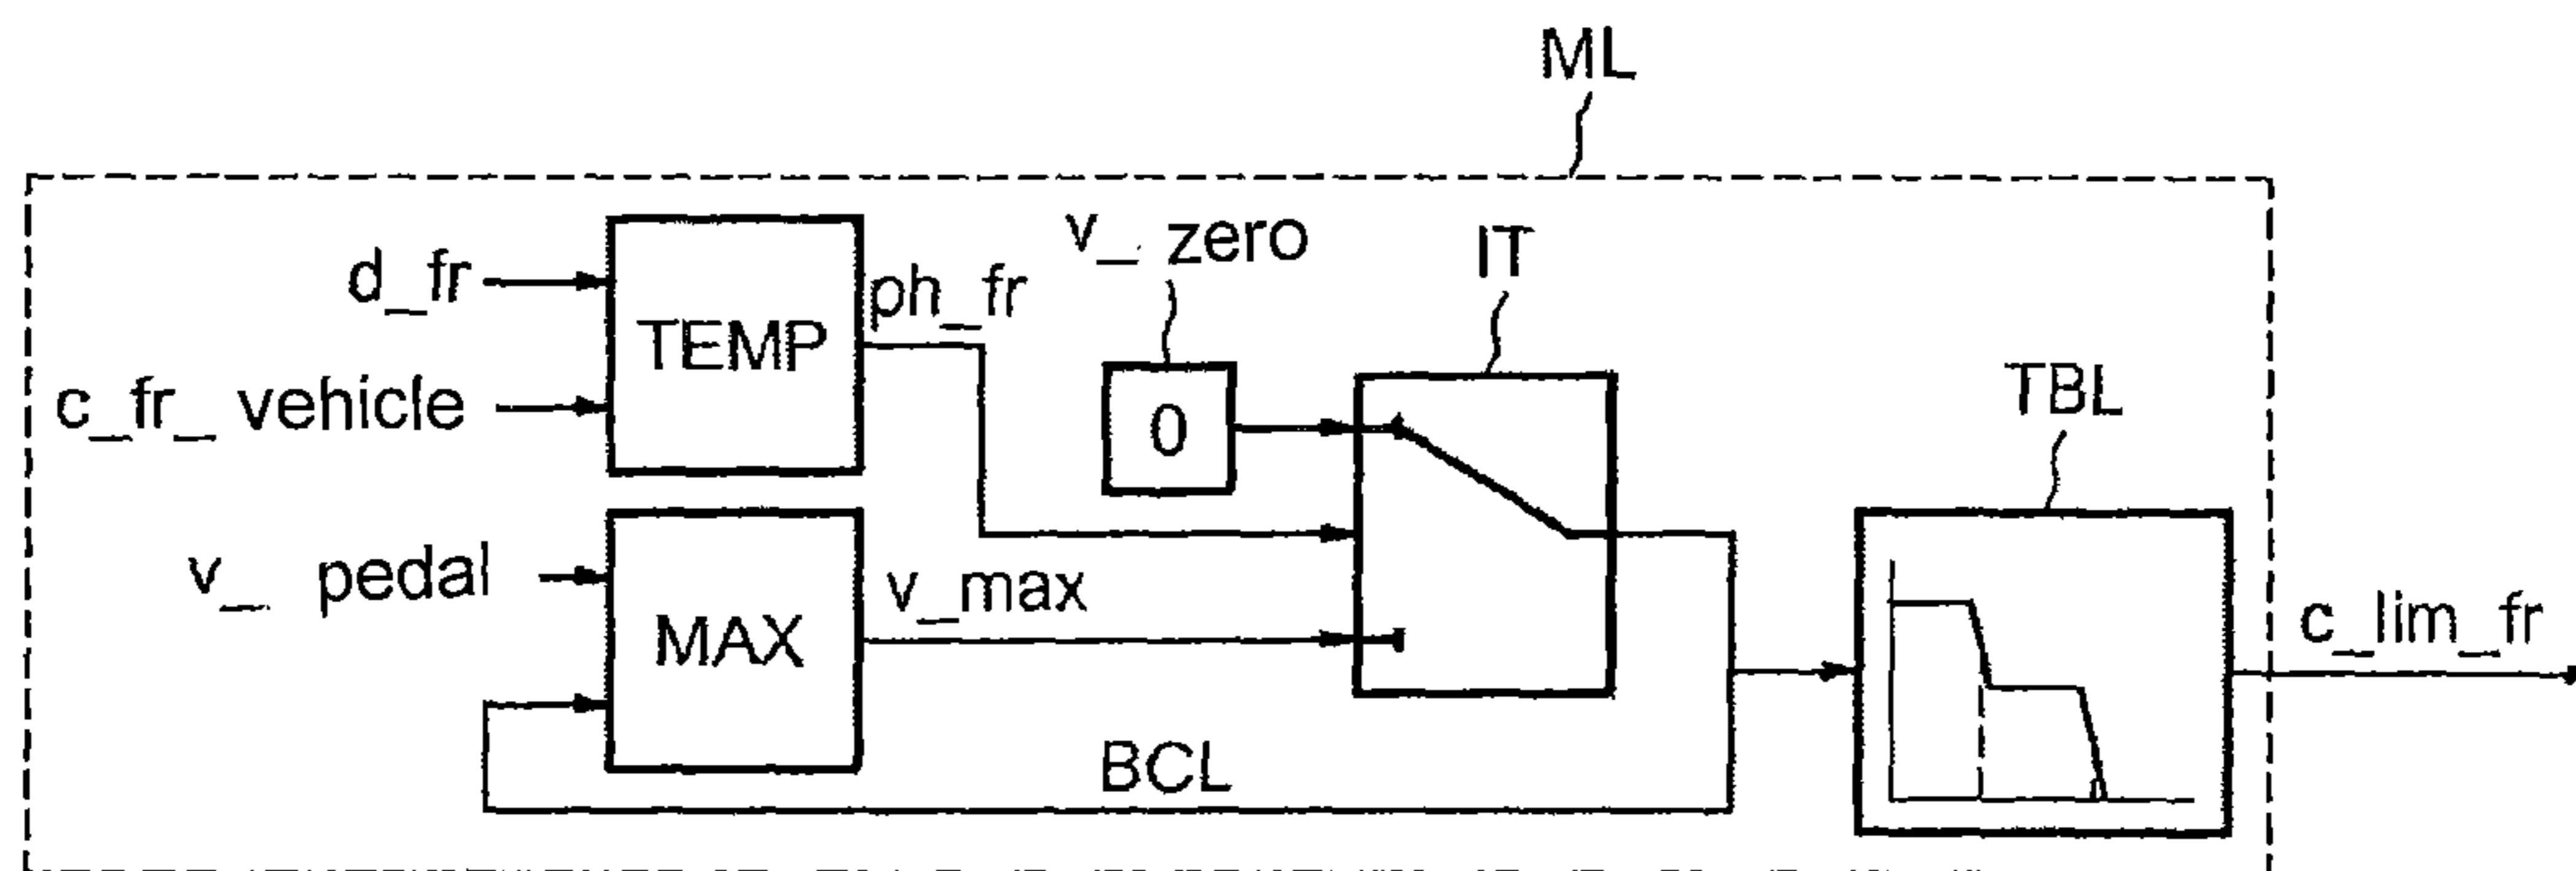 ML
v_ zero
IT
d_fr
ph_fr
TEMP
c_fr_ vehicle
0
TBL
v_ pedal
v_max
MAX
c_lim_fr
BCL